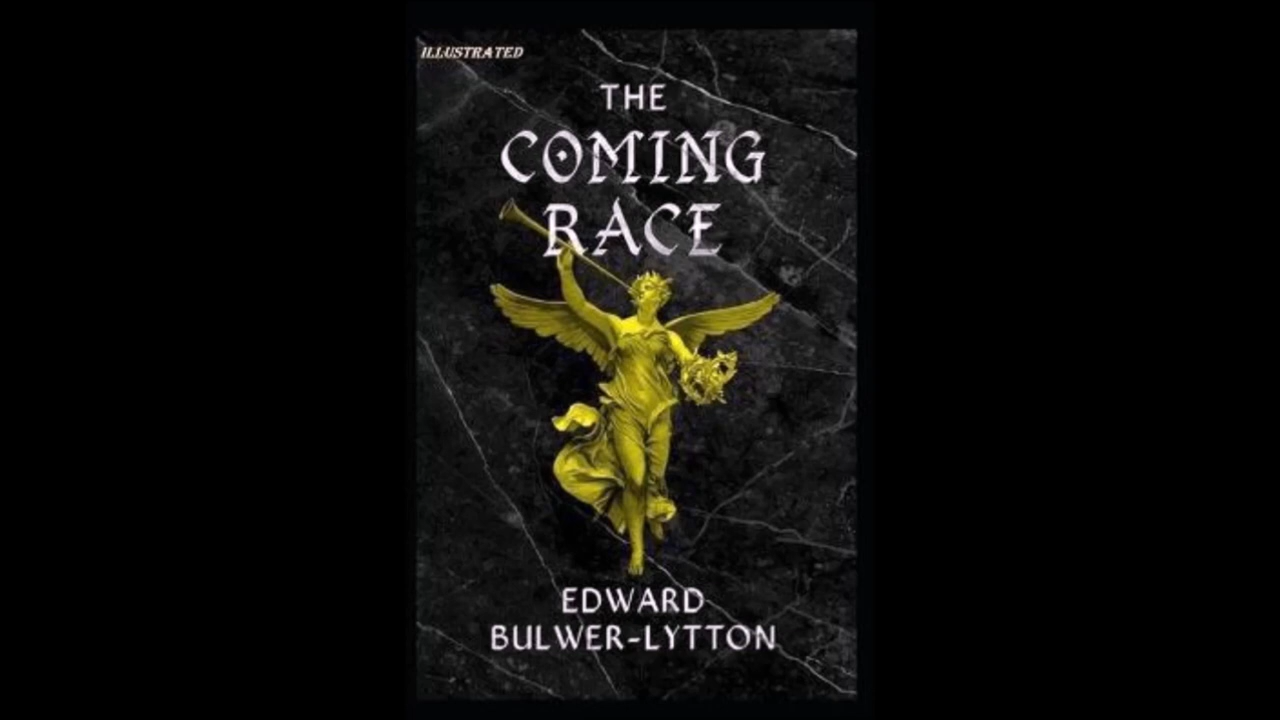 ILLUSTRATED
THE
COMING
RACE
EDWARD
BULWER-LYTTON